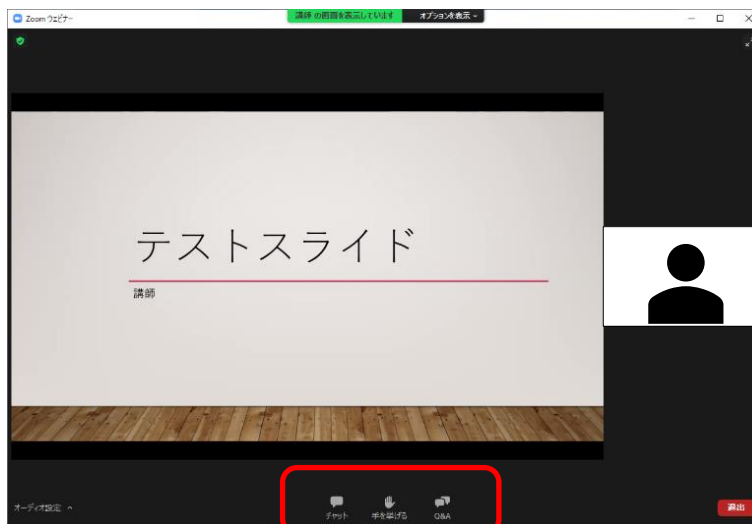 Zoom ウェビナー
講師 の画面を表示しています
オプションを表示
テストスライド
講師
オーディオ設定
チャット
手を挙げる
Q&A
退出